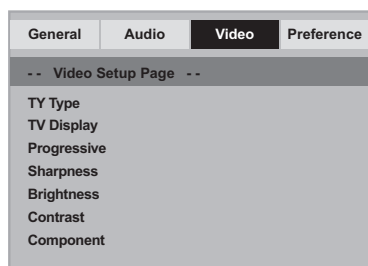 General Audio Video Preference
-- Video Setup Page --
TY Type
TV Display
Progressive
Sharpness
Brightness
Contrast
Component